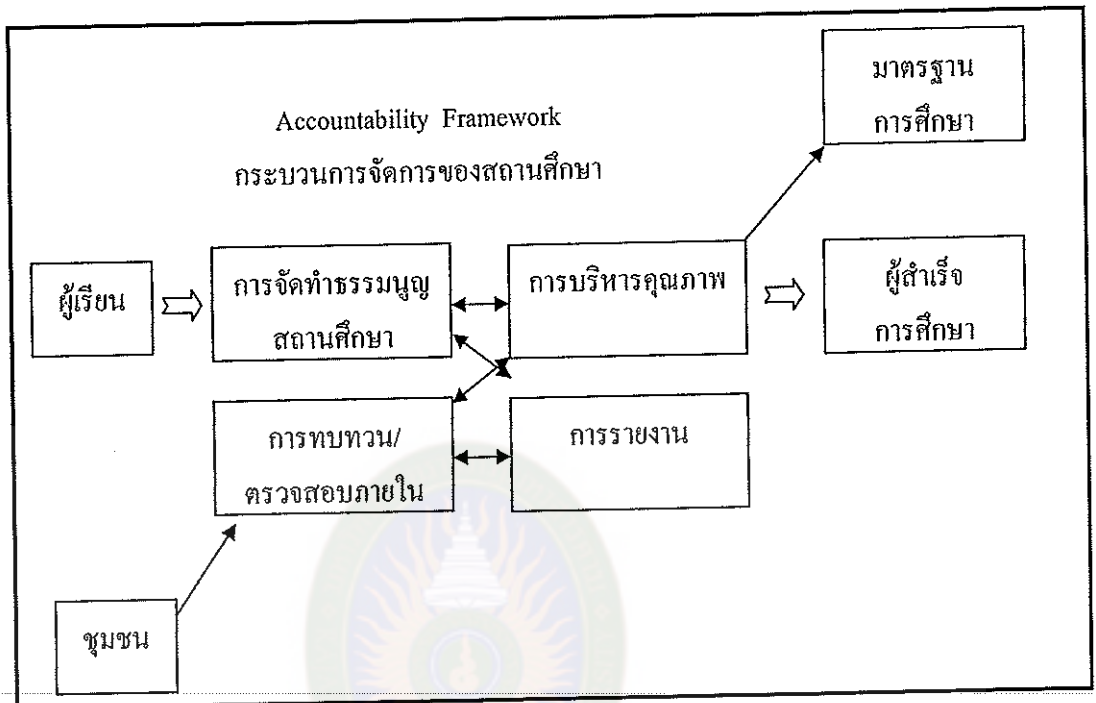 มาตรฐาน
การศึกษา
Accountability Framework
กระบวนการจัดการของสถานศึกษา
ผู้เรียน
การจัดทำธรรมนูญ
สถานศึกษา
การบริหารคุณภาพ
ผู้สำเร็จ
การศึกษา
การทบทวน/
ตรวจสอบภายใน
การรายงาน
ชุมชน